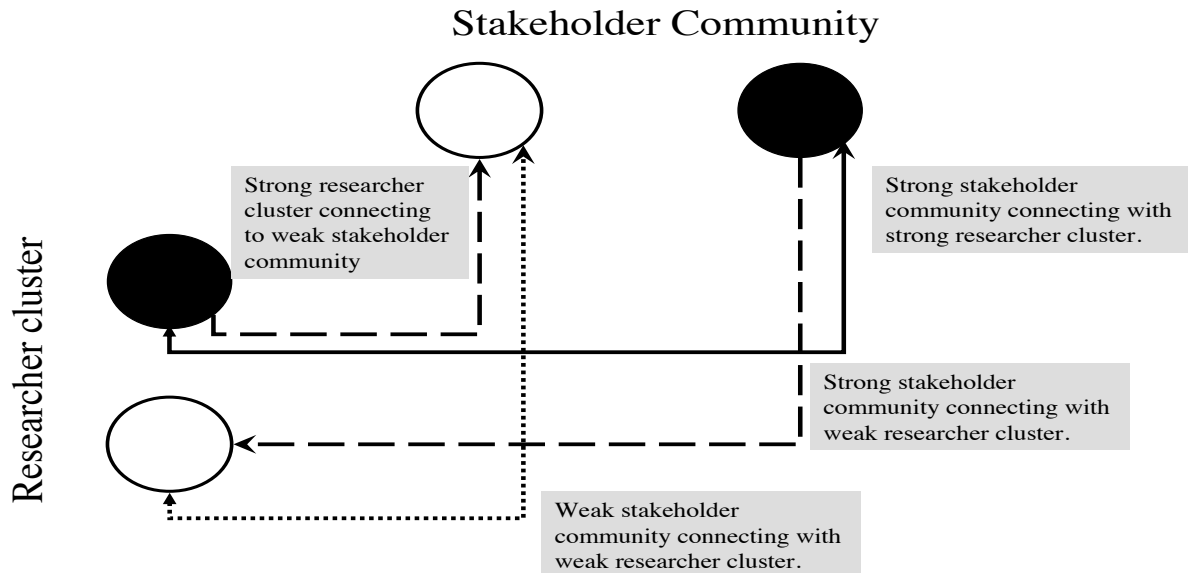 Stakeholder Community
Strong researcher
cluster connecting
to weak stakeholder
community
Strong stakeholder
community connecting with
strong researcher cluster.
Researcher cluster
Strong stakeholder
community connecting with
weak researcher cluster.
Weak stakeholder
community connecting with
weak researcher cluster.